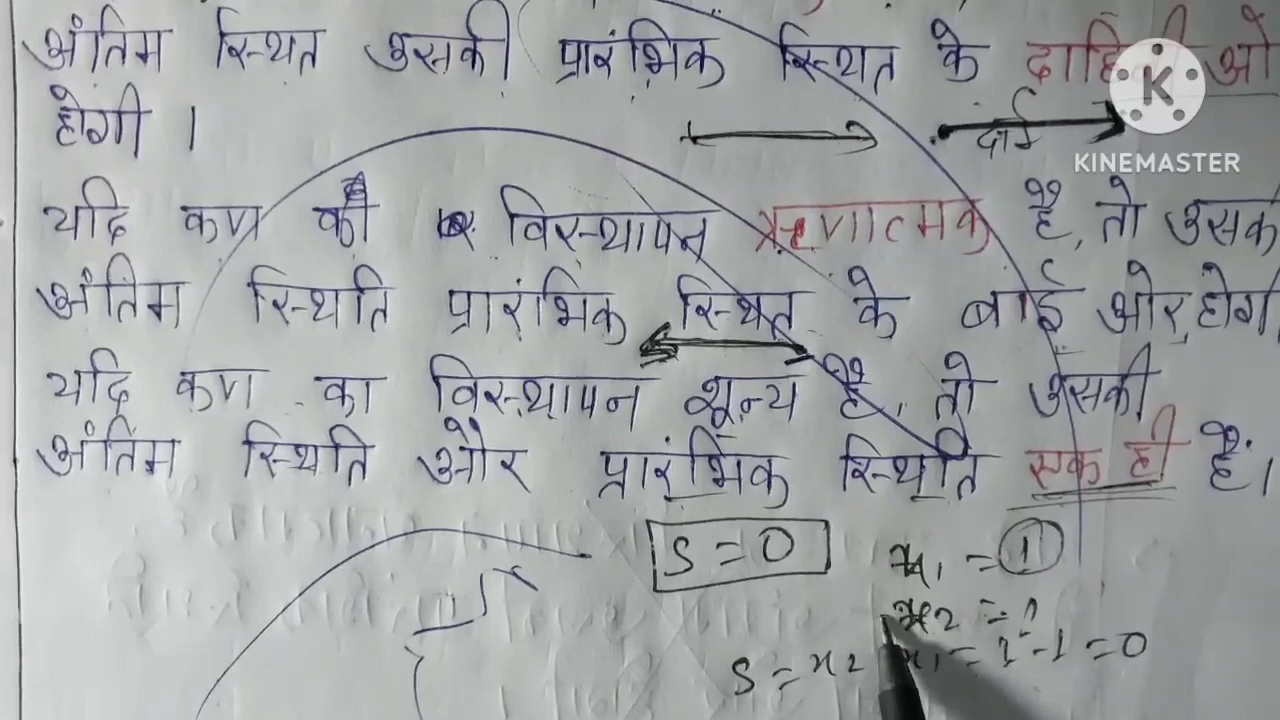 अंतिम स्थित उसकी प्रारंभिक स्थित के ओ
होगी ।
दाई
KINEMASTER
यदि कण की विस्थापन ऋणात्मक है, तो उसक
अंतिम स्थिति प्रारंभिक स्थित के बाई ओर होग
यदि कण का विस्थापन शून्य है, तो उसकी
अंतिम स्थिति और प्रारंभिक स्थिति एक ही हैं।
S = 0
x₁ = 1
x₂ = 1
S = x₂ x₁ = 1 - 1 = 0